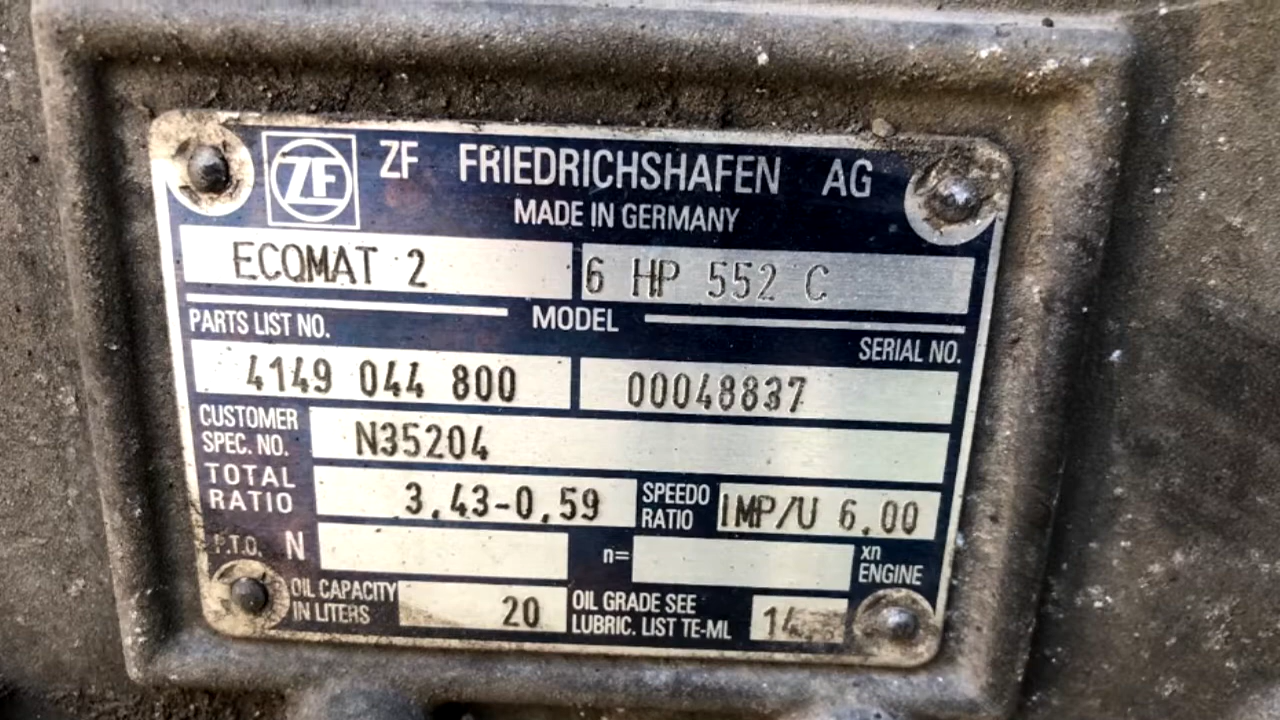 ZF ZF FRIEDRICHSHAFEN AG
MADE IN GERMANY
ECOMAT 2 6 HP 552 C
PARTS LIST NO. MODEL SERIAL NO.
4149 044 800 00048837
CUSTOMER SPEC. NO. N35204
TOTAL RATIO 3,43-0,59 SPEEDO RATIO IMP/U 6,00
P.T.O. N n= xn ENGINE
OIL CAPACITY IN LITERS 20 OIL GRADE SEE LUBRIC. LIST TE-ML 14